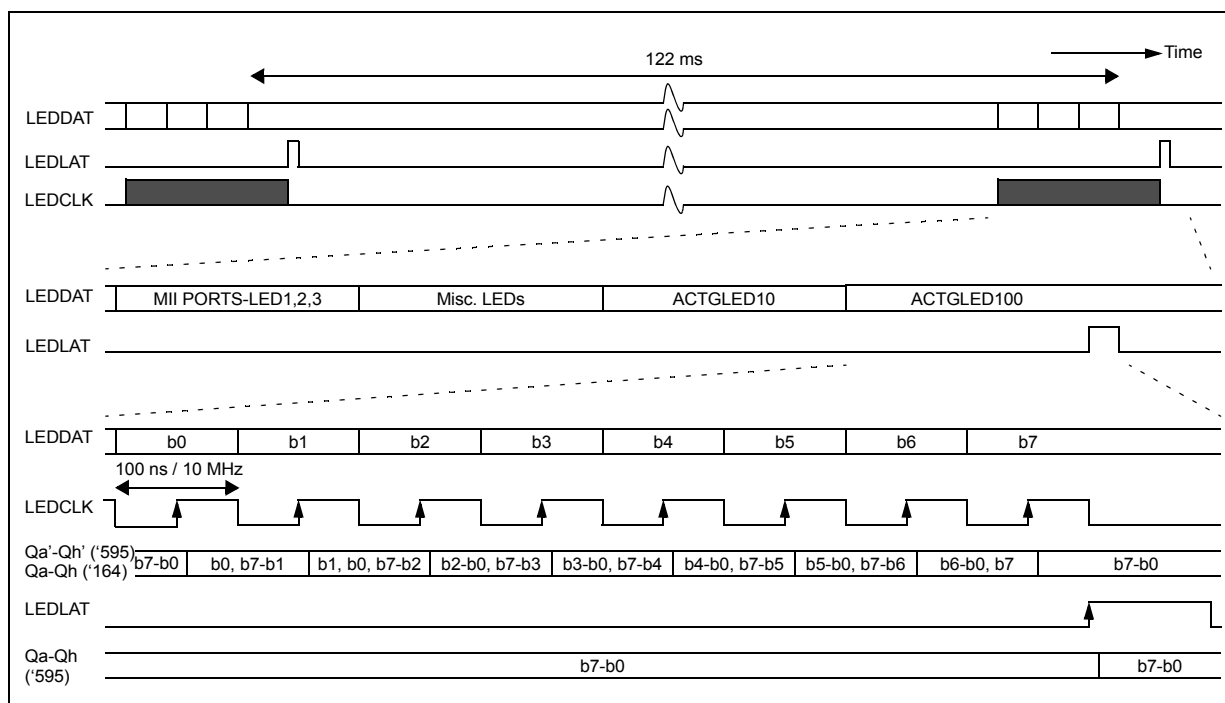 122 ms
Time
LEDDAT
LEDLAT
LEDCLK
LEDDAT MII PORTS-LED1,2,3 Misc. LEDs ACTGLED10 ACTGLED100
LEDLAT
LEDDAT b0 b1 b2 b3 b4 b5 b6 b7
100 ns / 10 MHz
LEDCLK
Qa’-Qh’ (‘595)
Qa-Qh (‘164)
b7-b0 b0, b7-b1 b1, b0, b7-b2 b2-b0, b7-b3 b3-b0, b7-b4 b4-b0, b7-b5 b5-b0, b7-b6 b6-b0, b7 b7-b0
LEDLAT
Qa-Qh
(‘595)
b7-b0 b7-b0